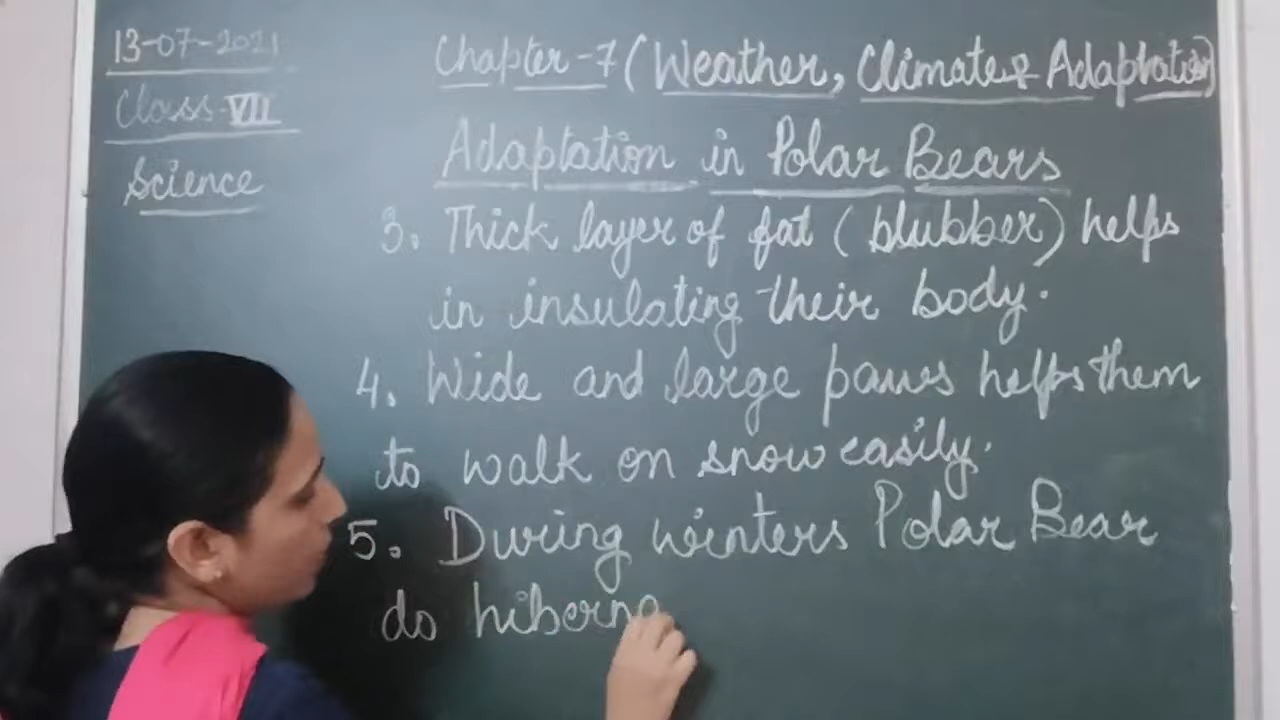 13-07-2021
Class-VII
Science
Chapter-7 (Weather, Climate & Adaptation)
Adaptation in Polar Bears
3. Thick layer of fat (blubber) helps
in insulating their body.
4. Wide and large paws helps them
to walk on snow easily.
5. During winters Polar Bear
do hiberna